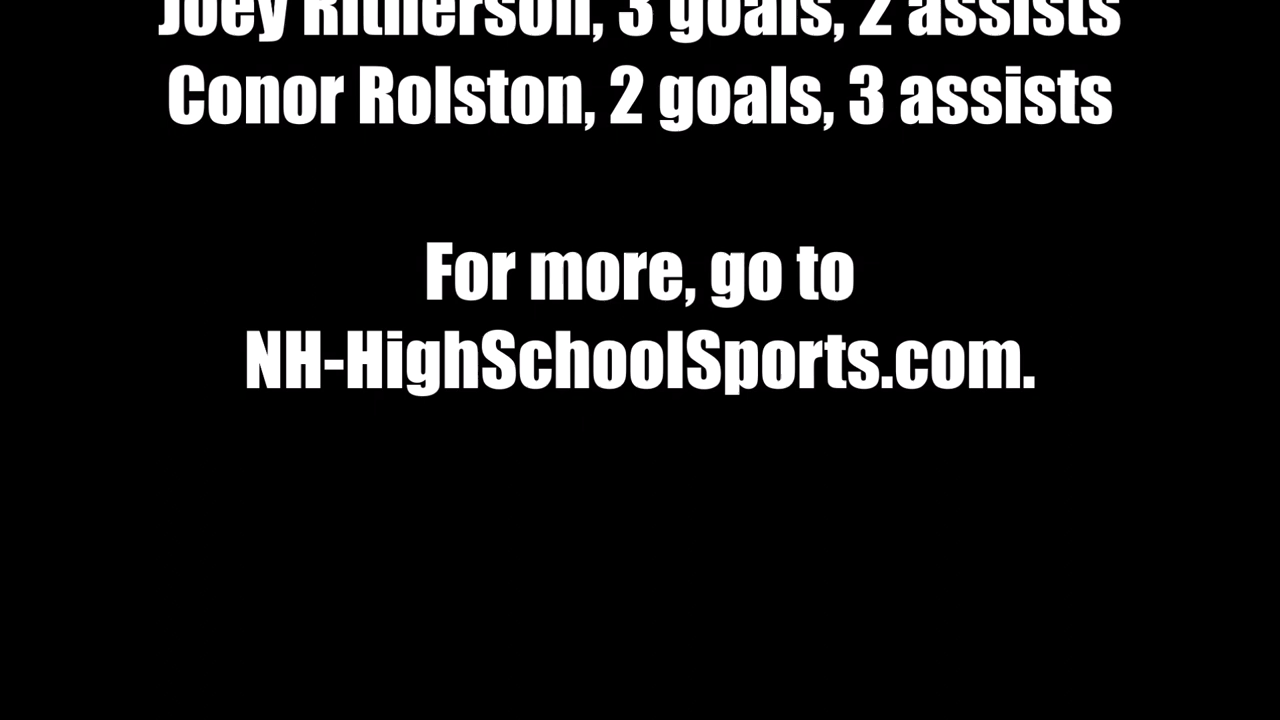 Joey Ritherson, 3 goals, 2 assists
Conor Rolston, 2 goals, 3 assists
For more, go to
NH-HighSchoolSports.com.